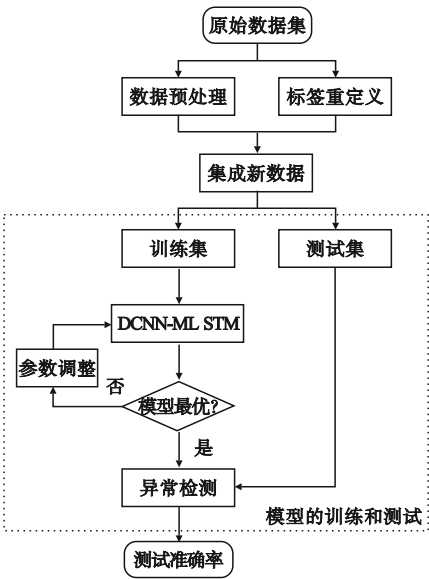 原始数据集
数据预处理
标签重定义
集成新数据
训练集
测试集
DCNN-ML STM
参数调整
否
模型最优?
是
异常检测
模型的训练和测试
测试准确率